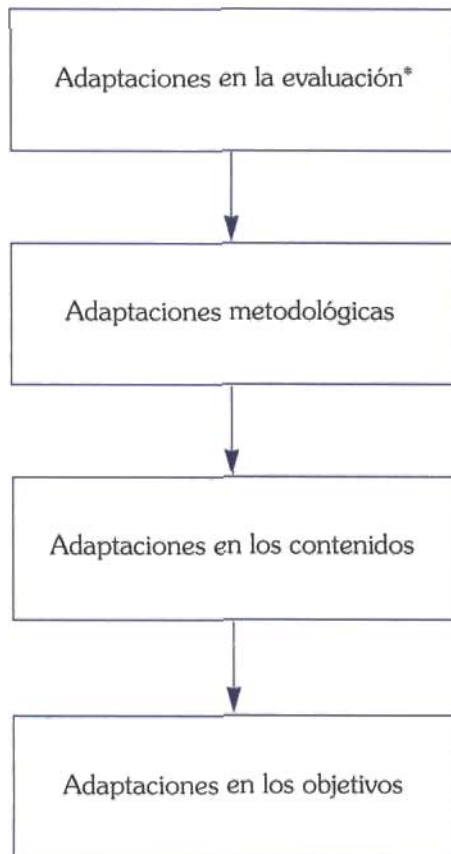 Adaptaciones en la evaluación*
Adaptaciones metodológicas
Adaptaciones en los contenidos
Adaptaciones en los objetivos